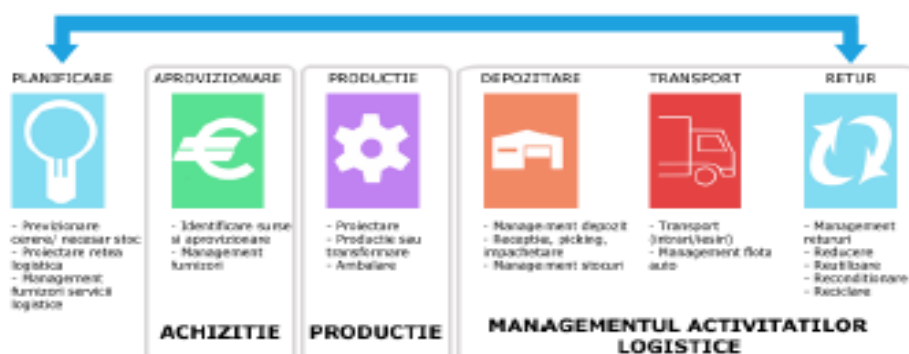 PLANIFICARE
- Previzionare
cerere/ necesar stoc
- Proiectare retea
logistica
- Management
furnizori servicii
logistice
APROVIZIONARE
- Identificare surse
si aprovizionare
- Management
furnizori
ACHIZITIE
PRODUCTIE
- Proiectare
- Productie sau
transformare
- Ambalare
PRODUCTIE
DEPOZITARE
- Management depozit
- Receptie, picking,
impachetare
- Management stocuri
TRANSPORT
- Transport
(intrari/iesiri)
- Management flota
auto
RETUR
- Management
retururi
- Reducere
- Reutilizare
- Reconditionare
- Reciclare
MANAGEMENTUL ACTIVITATILOR
LOGISTICE